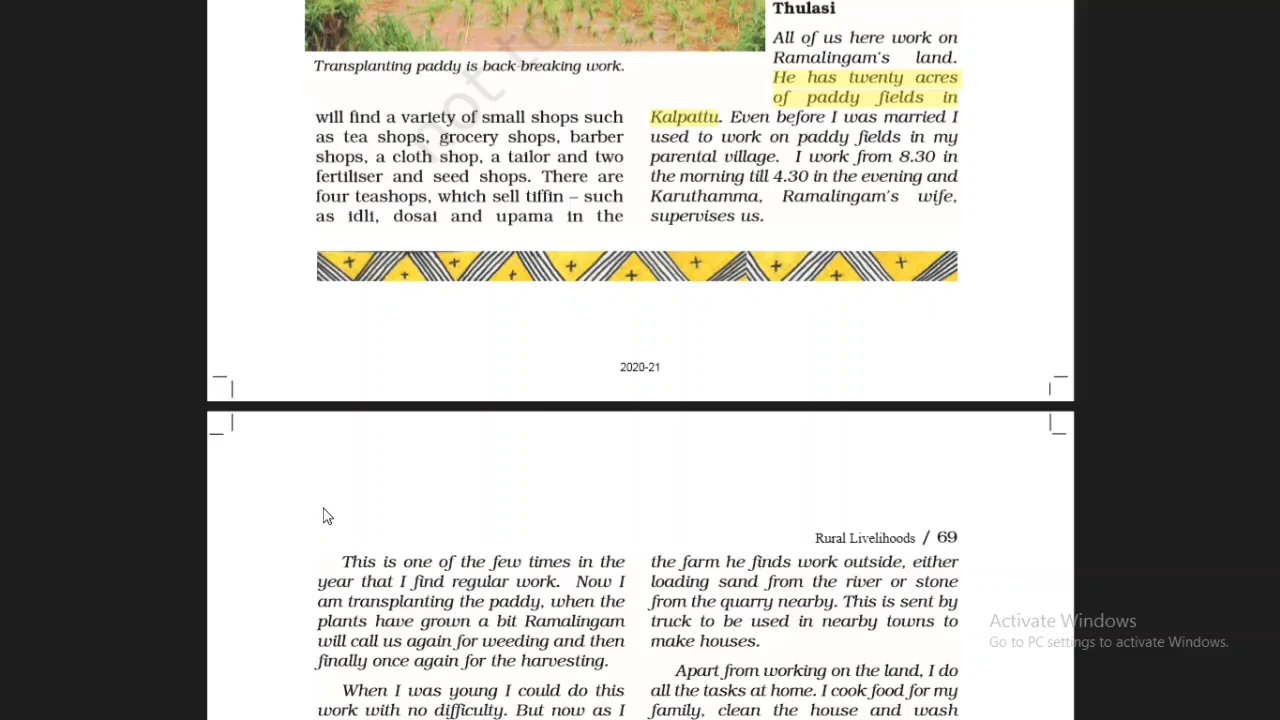 Thulasi
All of us here work on
Ramalingam's land.
He has twenty acres
of paddy fields in
Transplanting paddy is back-breaking work.
will find a variety of small shops such
as tea shops, grocery shops, barber
shops, a cloth shop, a tailor and two
fertiliser and seed shops. There are
four teashops, which sell tiffin – such
as idli, dosai and upama in the
Kalpattu. Even before I was married I
used to work on paddy fields in my
parental village. I work from 8.30 in
the morning till 4.30 in the evening and
Karuthamma, Ramalingam's wife,
supervises us.
2020-21
Rural Livelihoods / 69
This is one of the few times in the
year that I find regular work. Now I
am transplanting the paddy, when the
plants have grown a bit Ramalingam
will call us again for weeding and then
finally once again for the harvesting.
When I was young I could do this
work with no difficulty. But now as I
the farm he finds work outside, either
loading sand from the river or stone
from the quarry nearby. This is sent by
truck to be used in nearby towns to
make houses.
Apart from working on the land, I do
all the tasks at home. I cook food for my
family, clean the house and wash
Activate Windows
Go to PC settings to activate Windows.
not